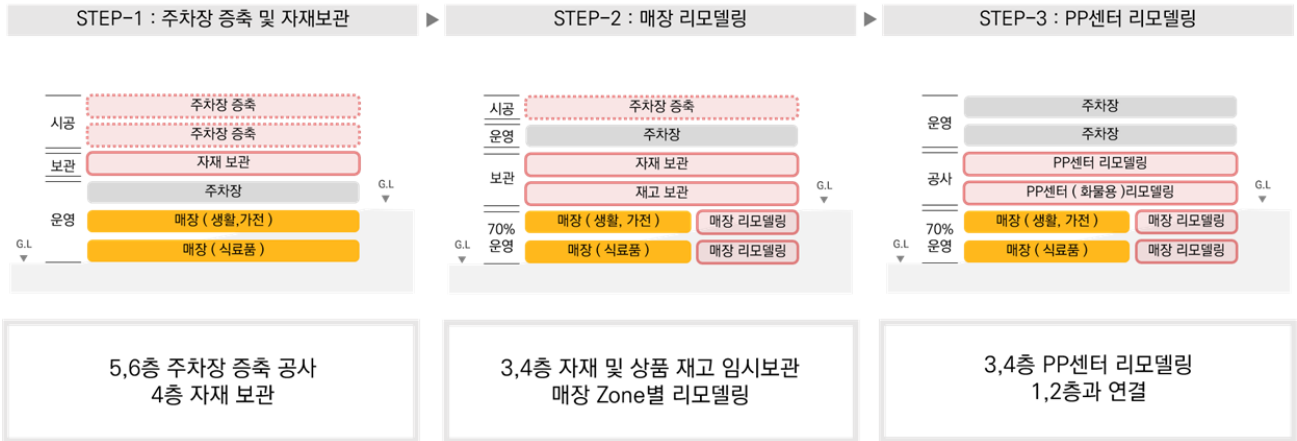 STEP-1 : 주차장 증축 및 자재보관
▶
STEP-2 : 매장 리모델링
▶
STEP-3 : PP센터 리모델링
시공
주차장 증축
주차장 증축
보관
자재 보관
운영
주차장
매장 ( 생활,가전 )
매장 ( 식료품 )
G.L
G.L
시공
주차장 증축
운영
주차장
보관
자재 보관
재고 보관
70%
운영
매장 ( 생활, 가전 )
매장 리모델링
매장 ( 식료품 )
매장 리모델링
G.L
G.L
운영
주차장
주차장
공사
PP센터 리모델링
PP센터 ( 화물용 )리모델링
70%
운영
매장 ( 생활, 가전 )
매장 리모델링
매장 ( 식료품 )
매장 리모델링
G.L
G.L
5,6층 주차장 증축 공사
4층 자재 보관
3,4층 자재 및 상품 재고 임시보관
매장 Zone별 리모델링
3,4층 PP센터 리모델링
1,2층과 연결